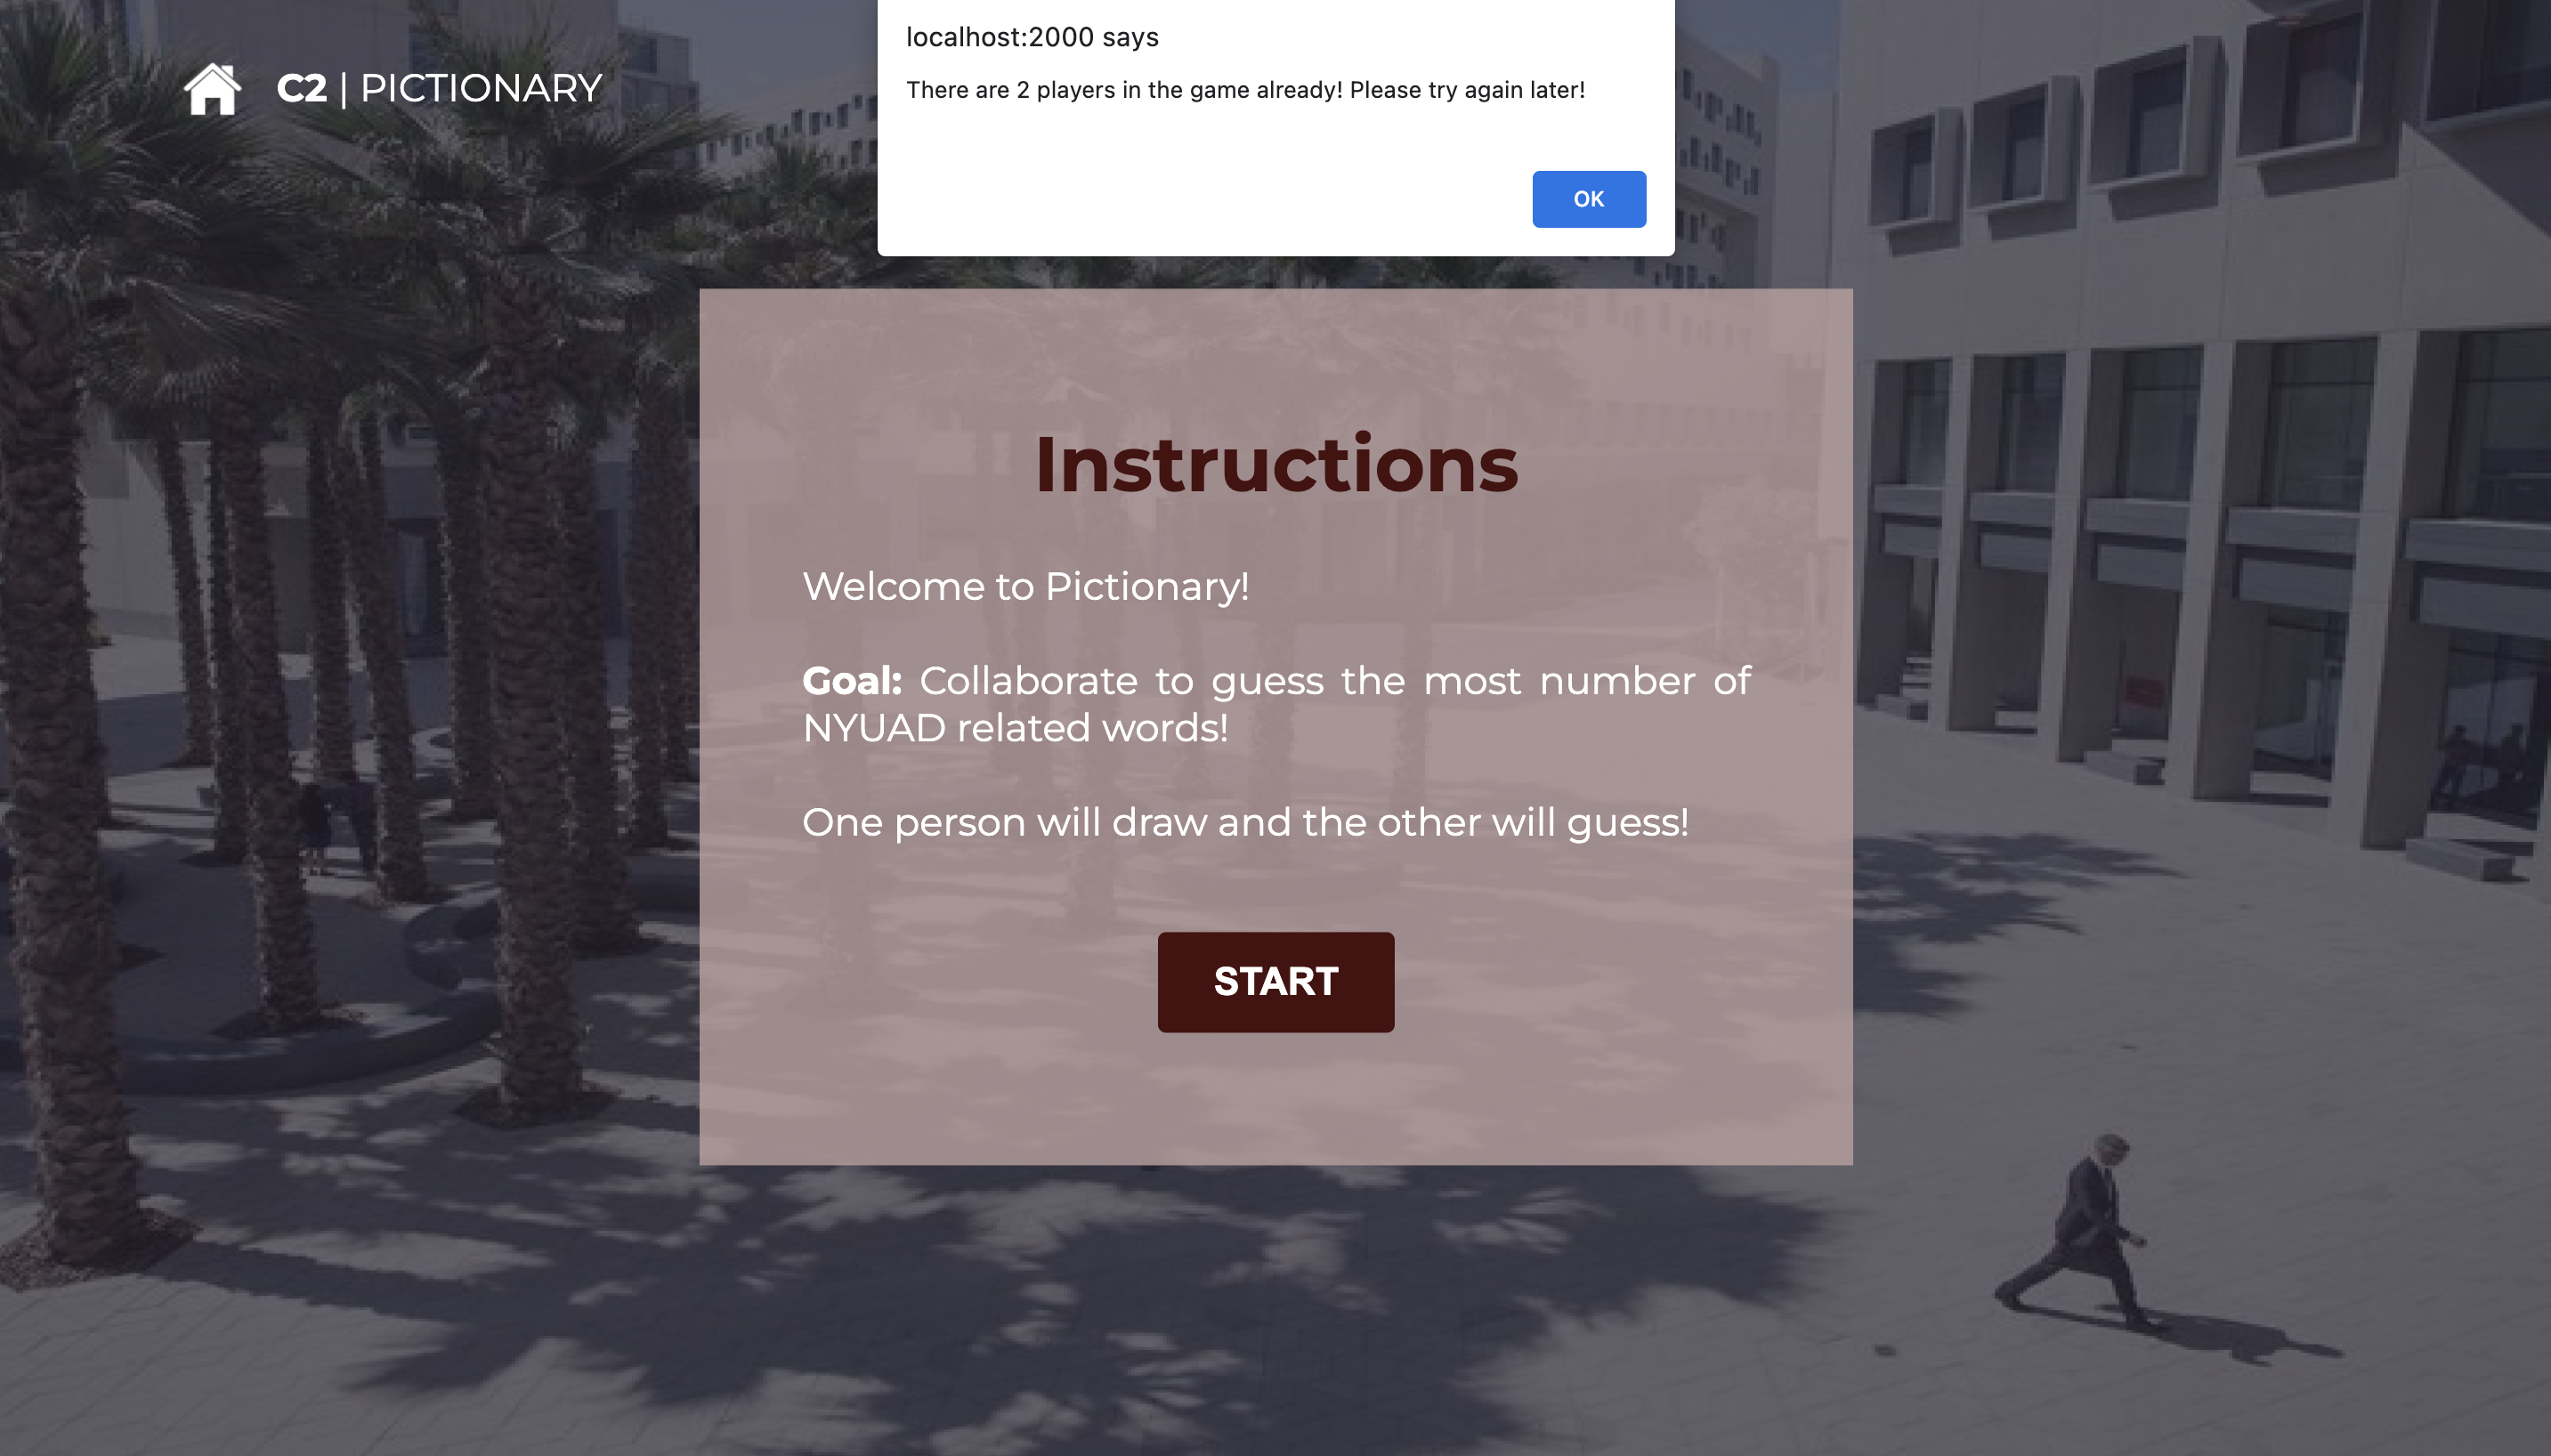 localhost:2000 says
There are 2 players in the game already! Please try again later!
OK
C2 | PICTIONARY
Instructions
Welcome to Pictionary!
Goal: Collaborate to guess the most number of
NYUAD related words!
One person will draw and the other will guess!
START